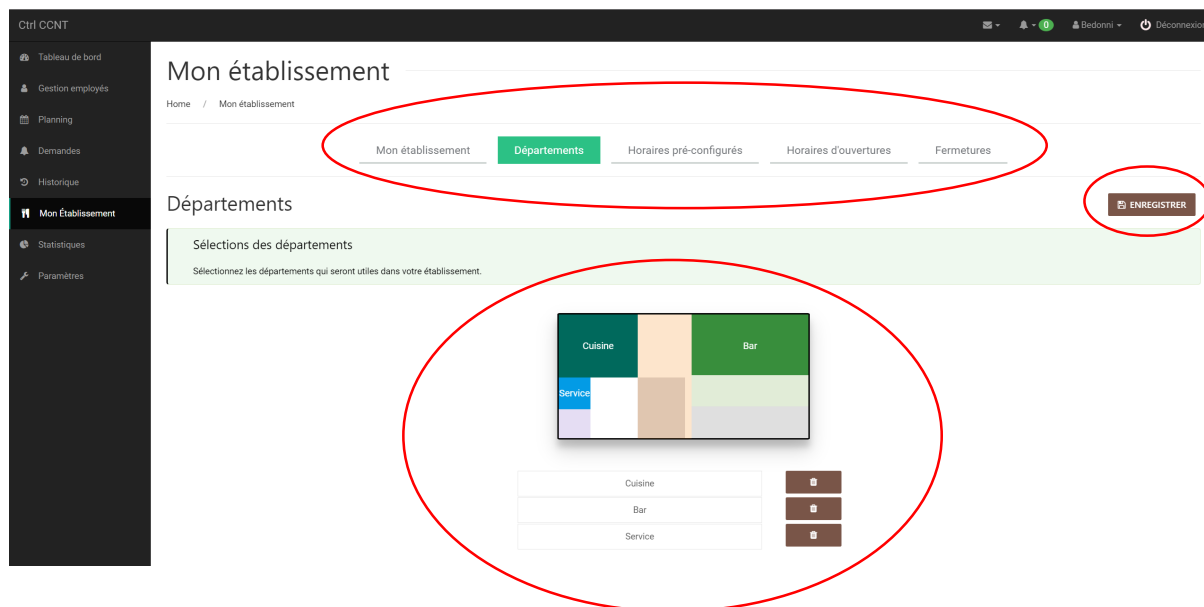 Ctrl CCNT
0
Bedonni
Déconnexion
Tableau de bord
Gestion employés
Planning
Demandes
Historique
Mon Établissement
Statistiques
Paramètres
Mon établissement
Home / Mon établissement
Mon établissement
Départements
Horaires pré-configurés
Horaires d'ouvertures
Fermetures
Départements
ENREGISTRER
Sélections des départements
Sélectionnez les départements qui seront utiles dans votre établissement.
Cuisine
Bar
Service
Cuisine
Bar
Service